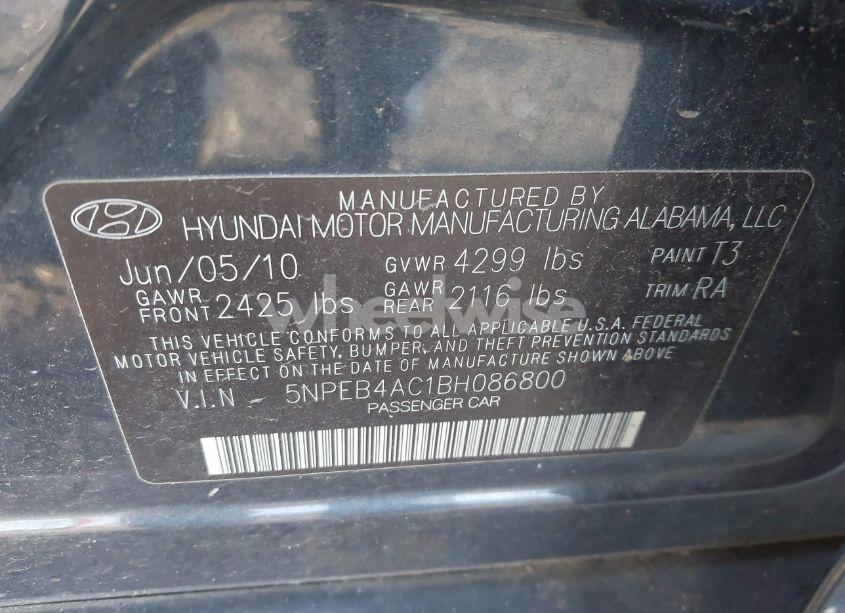 MANUFACTURED BY
HYUNDAI MOTOR MANUFACTURING ALABAMA, LLC
Jun/05/10 GVWR 4299 lbs PAINT T3
GAWR FRONT 2425 lbs GAWR REAR 2116 lbs TRIM RA
THIS VEHICLE CONFORMS TO ALL APPLICABLE U.S.A. FEDERAL
MOTOR VEHICLE SAFETY, BUMPER, AND THEFT PREVENTION STANDARDS
IN EFFECT ON THE DATE OF MANUFACTURE SHOWN ABOVE
V.I.N 5NPEB4AC1BH086800
PASSENGER CAR
wheelwise